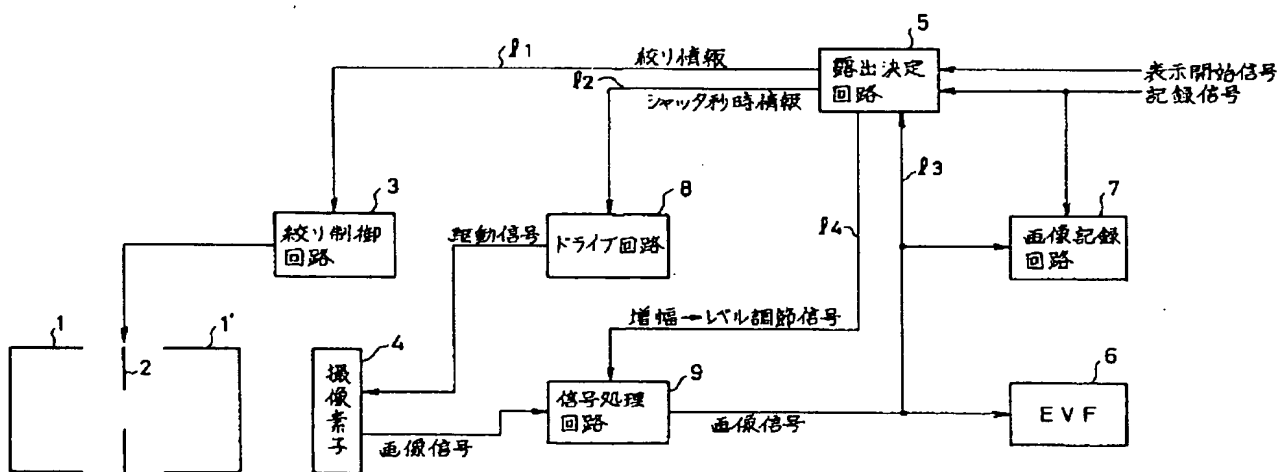 5
ℓ1
絞り情報
露出決定
回路
表示開始信号
記録信号
ℓ2
シャッタ秒時情報
ℓ3
3
絞り制御
回路
8
ドライブ回路
駆動信号
ℓ4
7
画像記録
回路
増幅→レベル調節信号
1
2
1'
4
撮像素子
画像信号
9
信号処理
回路
画像信号
6
EVF